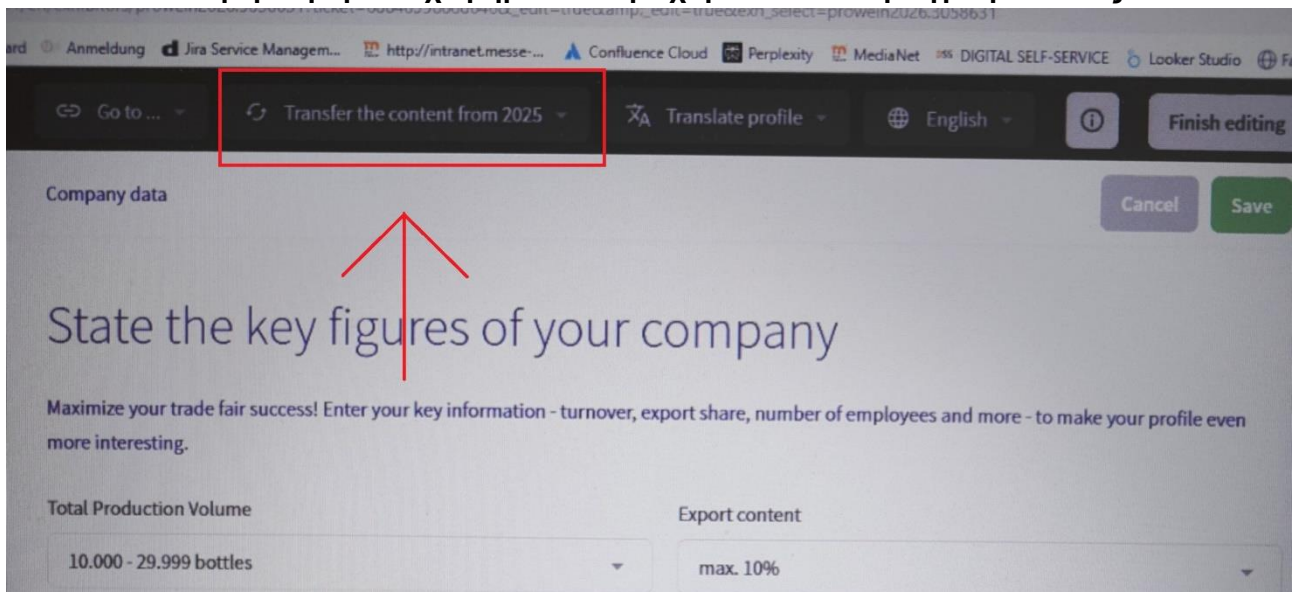 Anmeldung Jira Service Managem... http://intranet.messe-... Confluence Cloud Perplexity MediaNet DIGITAL SELF-SERVICE Looker Studio
Go to ... Transfer the content from 2025 Translate profile English Finish editing
Company data Cancel Save
State the key figures of your company
Maximize your trade fair success! Enter your key information - turnover, export share, number of employees and more - to make your profile even
more interesting.
Total Production Volume Export content
10.000 - 29.999 bottles max. 10%